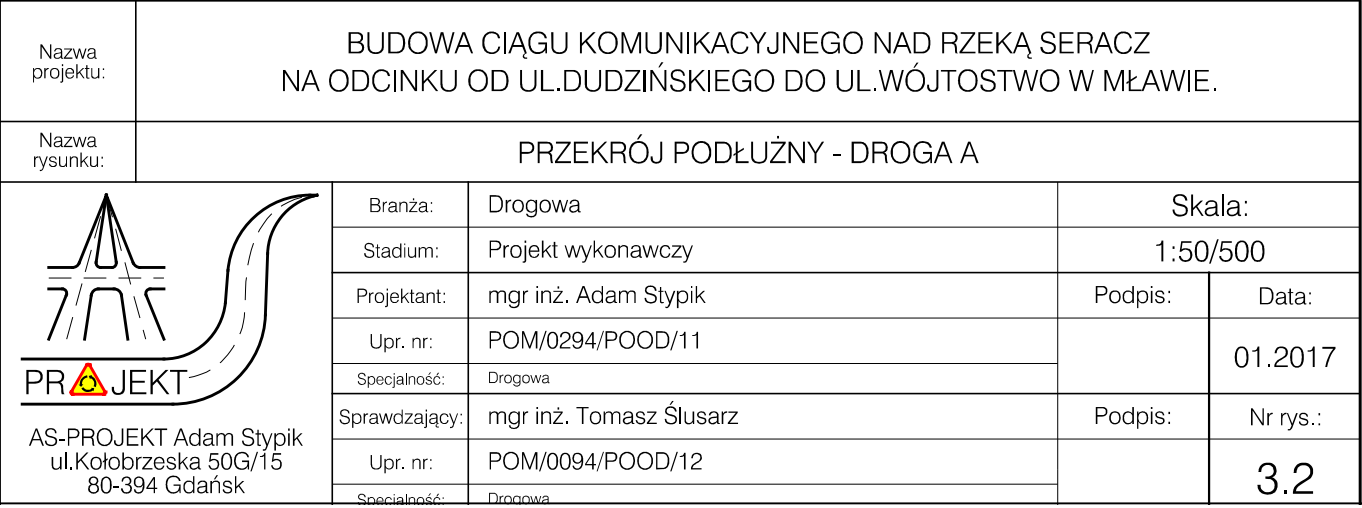 Nazwa
projektu:
BUDOWA CIĄGU KOMUNIKACYJNEGO NAD RZEKĄ SERACZ
NA ODCINKU OD UL.DUDZIŃSKIEGO DO UL.WÓJTOSTWO W MŁAWIE.
Nazwa
rysunku:
PRZEKRÓJ PODŁUŻNY - DROGA A
PR JEKT
AS-PROJEKT Adam Stypik
ul.Kołobrzeska 50G/15
80-394 Gdańsk
Branża: Drogowa
Skala:
Stadium: Projekt wykonawczy
1:50/500
Projektant: mgr inż. Adam Stypik
Podpis: Data:
Upr. nr: POM/0294/POOD/11
01.2017
Specjalność: Drogowa
Sprawdzający: mgr inż. Tomasz Ślusarz
Podpis: Nr rys.:
Upr. nr: POM/0094/POOD/12
3.2
Specjalność: Drogowa